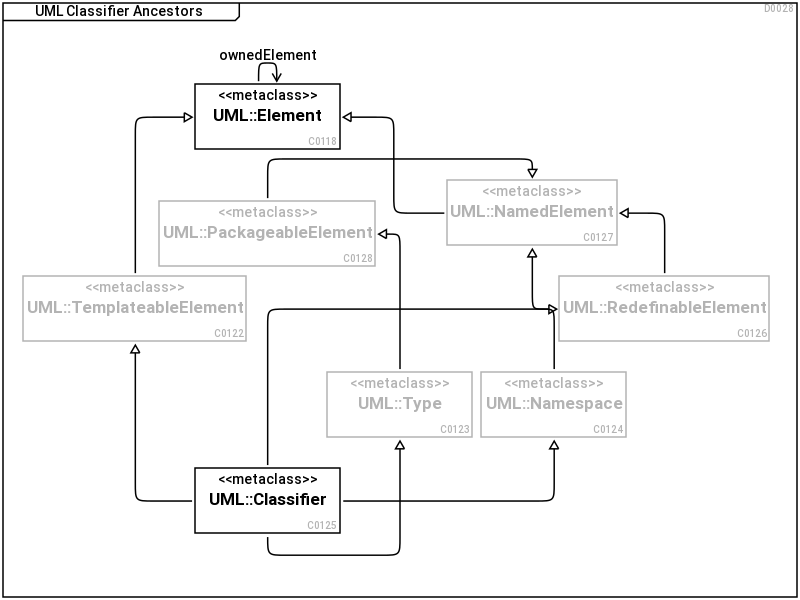 UML Classifier Ancestors
D0028
ownedElement
<<metaclass>>
UML::Element
C0118
<<metaclass>>
UML::NamedElement
C0127
<<metaclass>>
UML::PackageableElement
C0128
<<metaclass>>
UML::TemplateableElement
C0122
<<metaclass>>
UML::RedefinableElement
C0126
<<metaclass>>
UML::Type
C0123
<<metaclass>>
UML::Namespace
C0124
<<metaclass>>
UML::Classifier
C0125